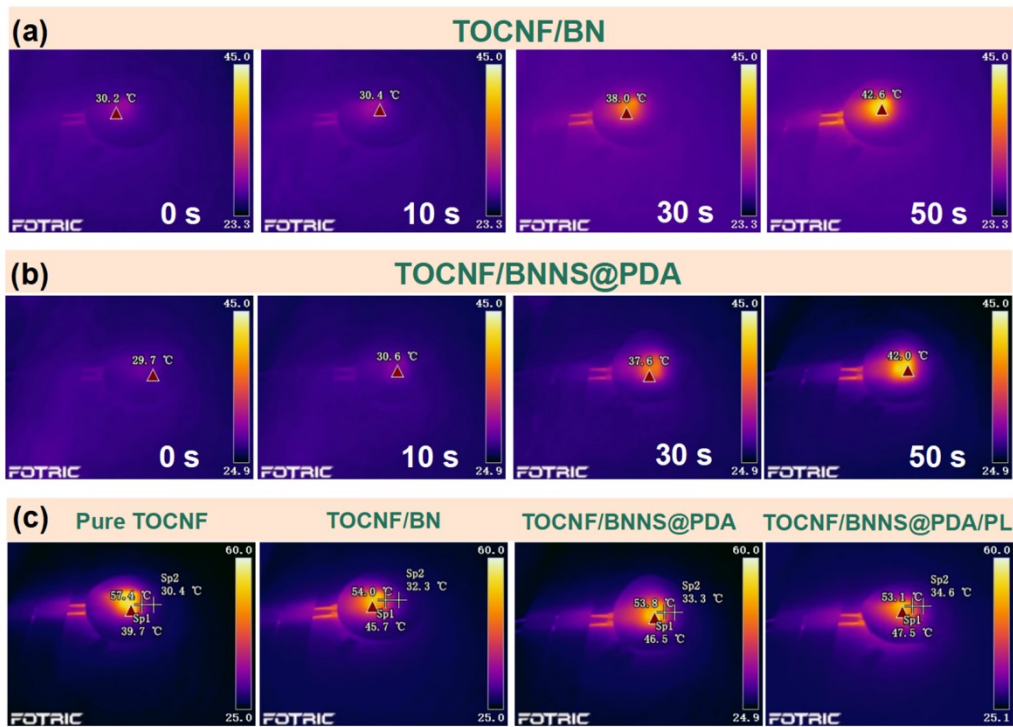 (a)
TOCNF/BN
45.0
30.2 ℃
0 s
FOTRIC
23.3
45.0
30.4 ℃
10 s
FOTRIC
23.3
45.0
38.0 ℃
30 s
FOTRIC
23.3
45.0
42.6 ℃
50 s
FOTRIC
23.3
(b)
TOCNF/BNNS@PDA
45.0
29.7 ℃
0 s
FOTRIC
24.9
45.0
30.6 ℃
10 s
FOTRIC
24.9
45.0
37.6 ℃
30 s
FOTRIC
24.9
45.0
42.0 ℃
50 s
FOTRIC
24.9
(c)
Pure TOCNF
60.0
Sp2
30.4 ℃
57.4 ℃
Sp1
39.7 ℃
FOTRIC
25.0
TOCNF/BN
60.0
Sp2
32.3 ℃
54.0 ℃
Sp1
45.7 ℃
FOTRIC
25.0
TOCNF/BNNS@PDA
60.0
Sp2
33.3 ℃
53.8 ℃
Sp1
46.5 ℃
FOTRIC
24.9
TOCNF/BNNS@PDA/PL
60.0
Sp2
34.6 ℃
53.1 ℃
Sp1
47.5 ℃
FOTRIC
25.1